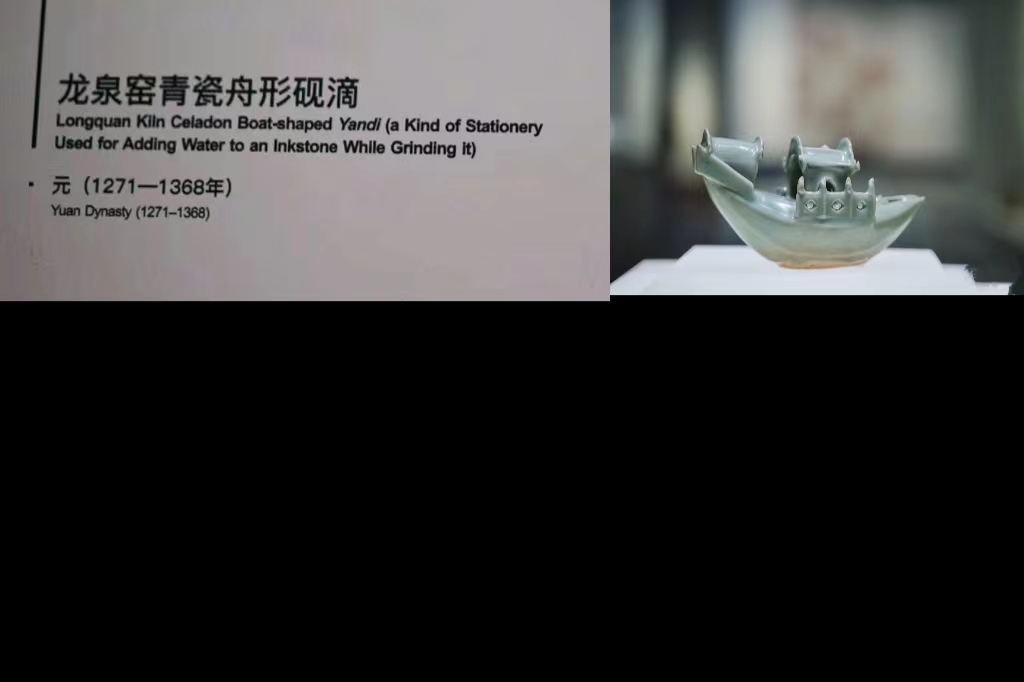 龙泉窑青瓷舟形砚滴
Longquan Kiln Celadon Boat-shaped Yandi (a Kind of Stationery
Used for Adding Water to an Inkstone While Grinding it)
元（1271—1368年）
Yuan Dynasty (1271–1368)